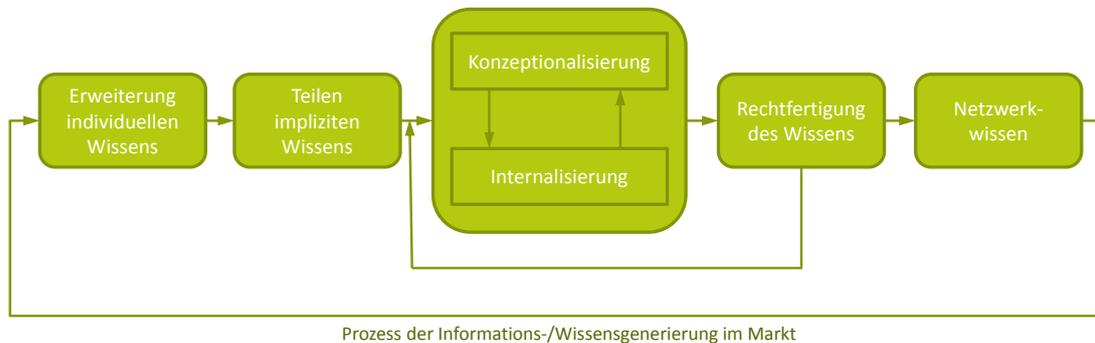 Erweiterung
individuellen
Wissens
Teilen
impliziten
Wissens
Konzeptionalisierung
Internalisierung
Rechtfertigung
des Wissens
Netzwerk-
wissen
Prozess der Informations-/Wissensgenerierung im Markt